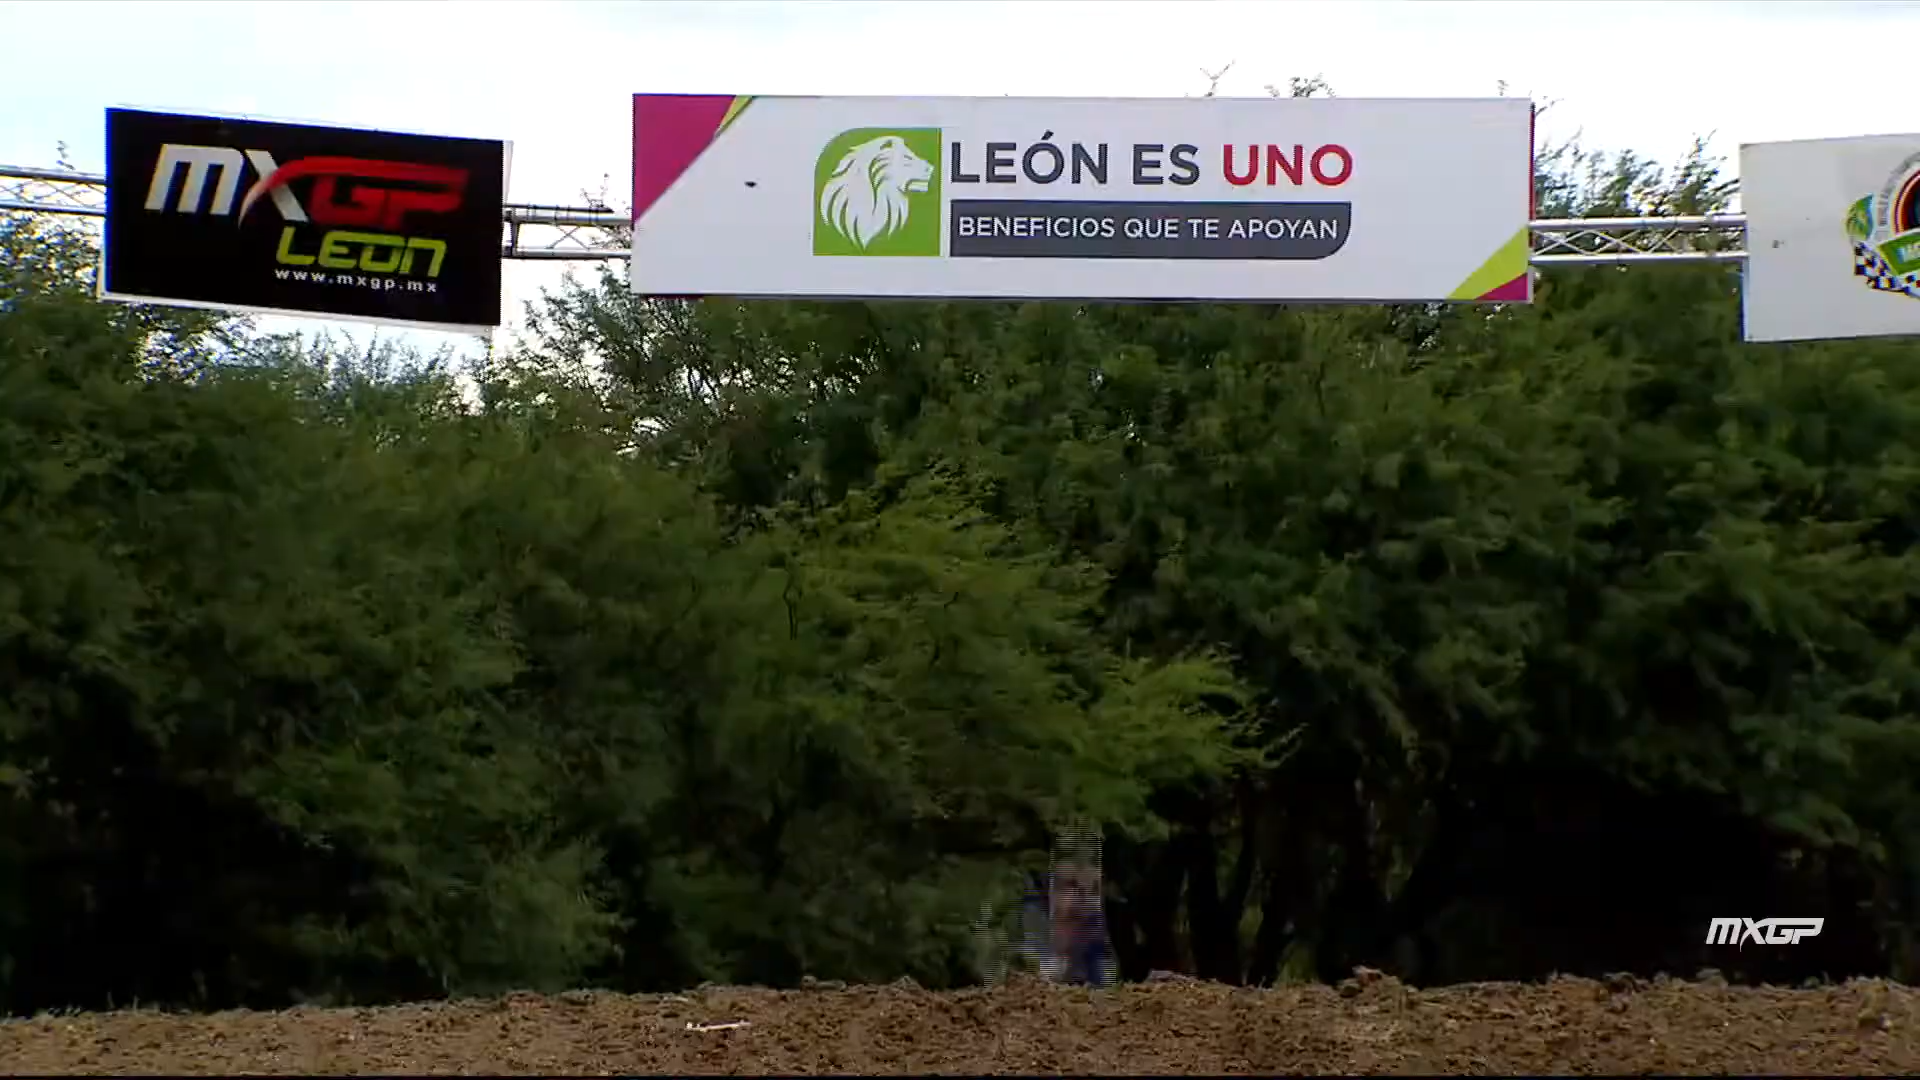 MXGP
LEON
www.mxgp.mx
LEÓN ES UNO
BENEFICIOS QUE TE APOYAN
MXGP